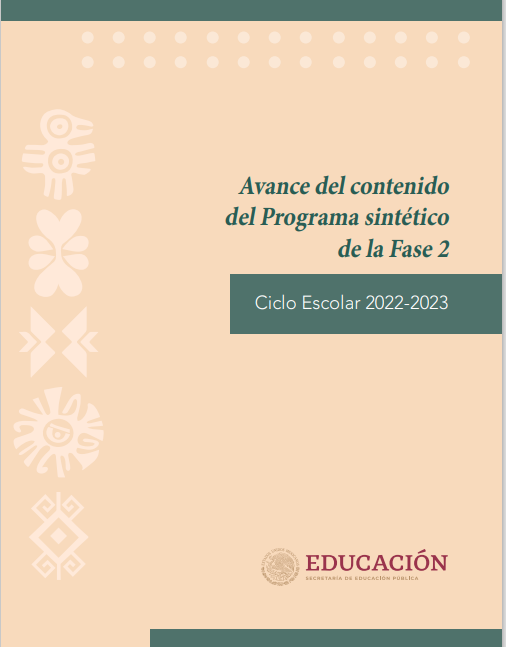 Avance del contenido
del Programa sintético
de la Fase 2
Ciclo Escolar 2022-2023
EDUCACIÓN
SECRETARÍA DE EDUCACIÓN PÚBLICA